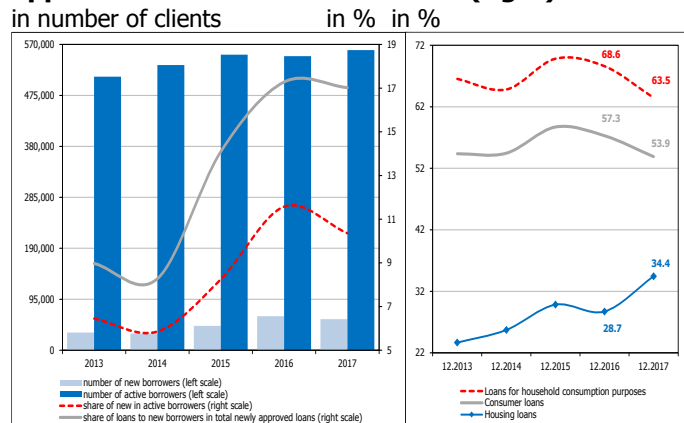 in number of clients in % in %
570,000
475,000
380,000
285,000
190,000
95,000
0
19
17
15
13
11
9
7
5
2013 2014 2015 2016 2017
number of new borrowers (left scale)
number of active borrowers (left scale)
share of new in active borrowers (right scale)
share of loans to new borrowers in total newly approved loans (right scale)
72
62
52
42
32
22
68.6
63.5
57.3
53.9
34.4
28.7
12.2013 12.2014 12.2015 12.2016 12.2017
Loans for household consumption purposes
Consumer loans
Housing loans